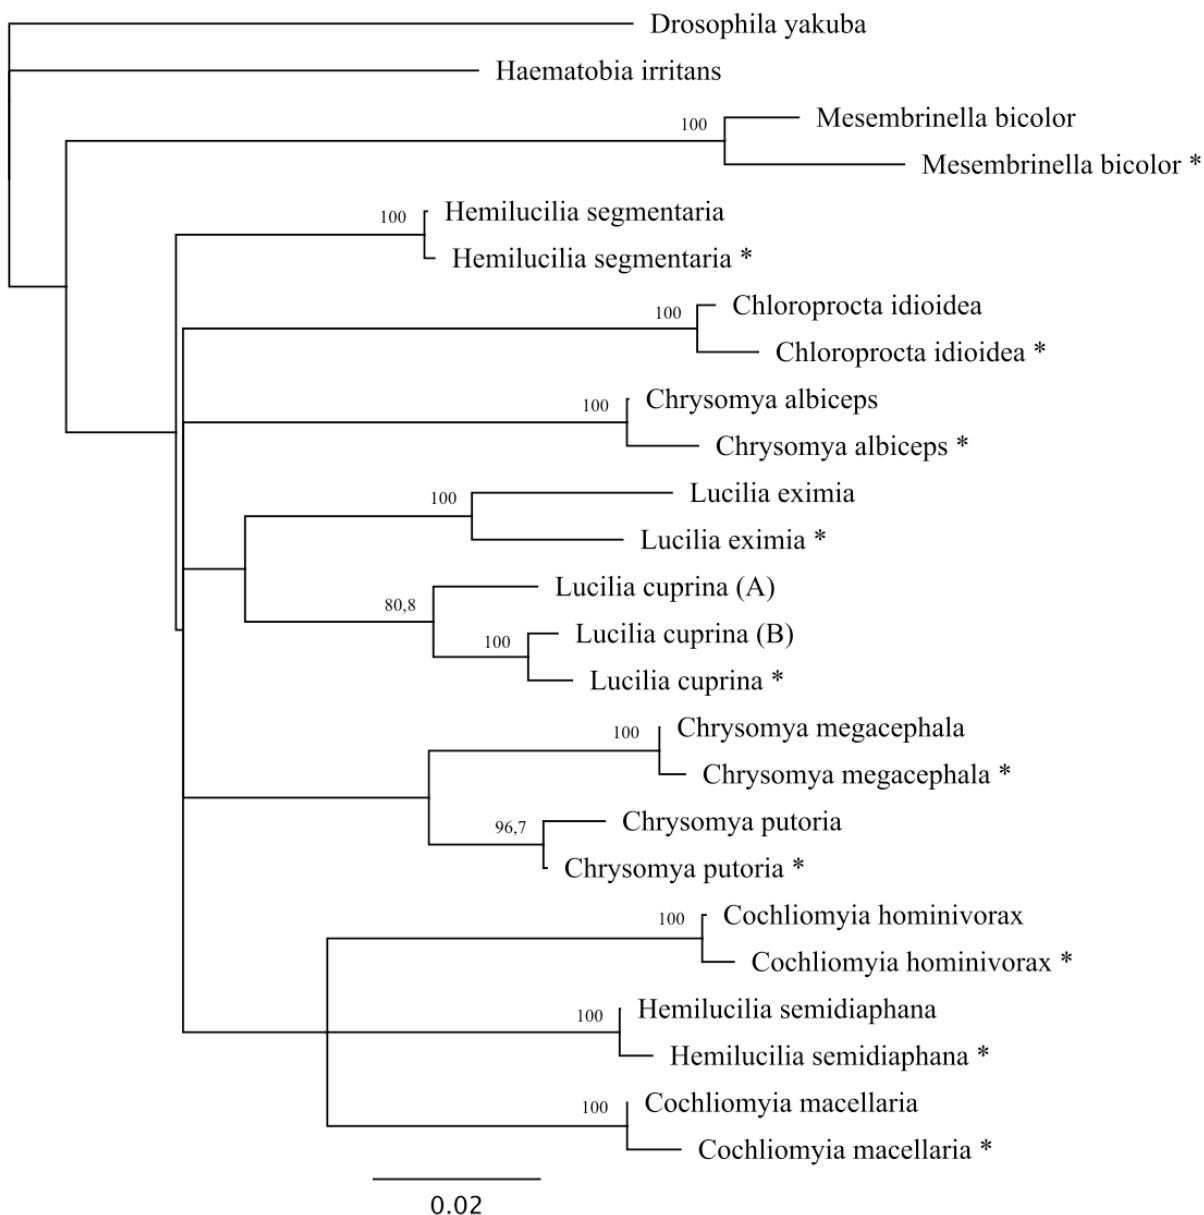 Drosophila yakuba
Haematobia irritans
100
Mesembrinella bicolor
Mesembrinella bicolor *
100
Hemilucilia segmentaria
Hemilucilia segmentaria *
100
Chloroprocta idioidea
Chloroprocta idioidea *
100
Chrysomya albiceps
Chrysomya albiceps *
100
Lucilia eximia
Lucilia eximia *
80,8
Lucilia cuprina (A)
100
Lucilia cuprina (B)
Lucilia cuprina *
100
Chrysomya megacephala
Chrysomya megacephala *
96,7
Chrysomya putoria
Chrysomya putoria *
100
Cochliomyia hominivorax
Cochliomyia hominivorax *
100
Hemilucilia semidiaphana
Hemilucilia semidiaphana *
100
Cochliomyia macellaria
Cochliomyia macellaria *
0.02